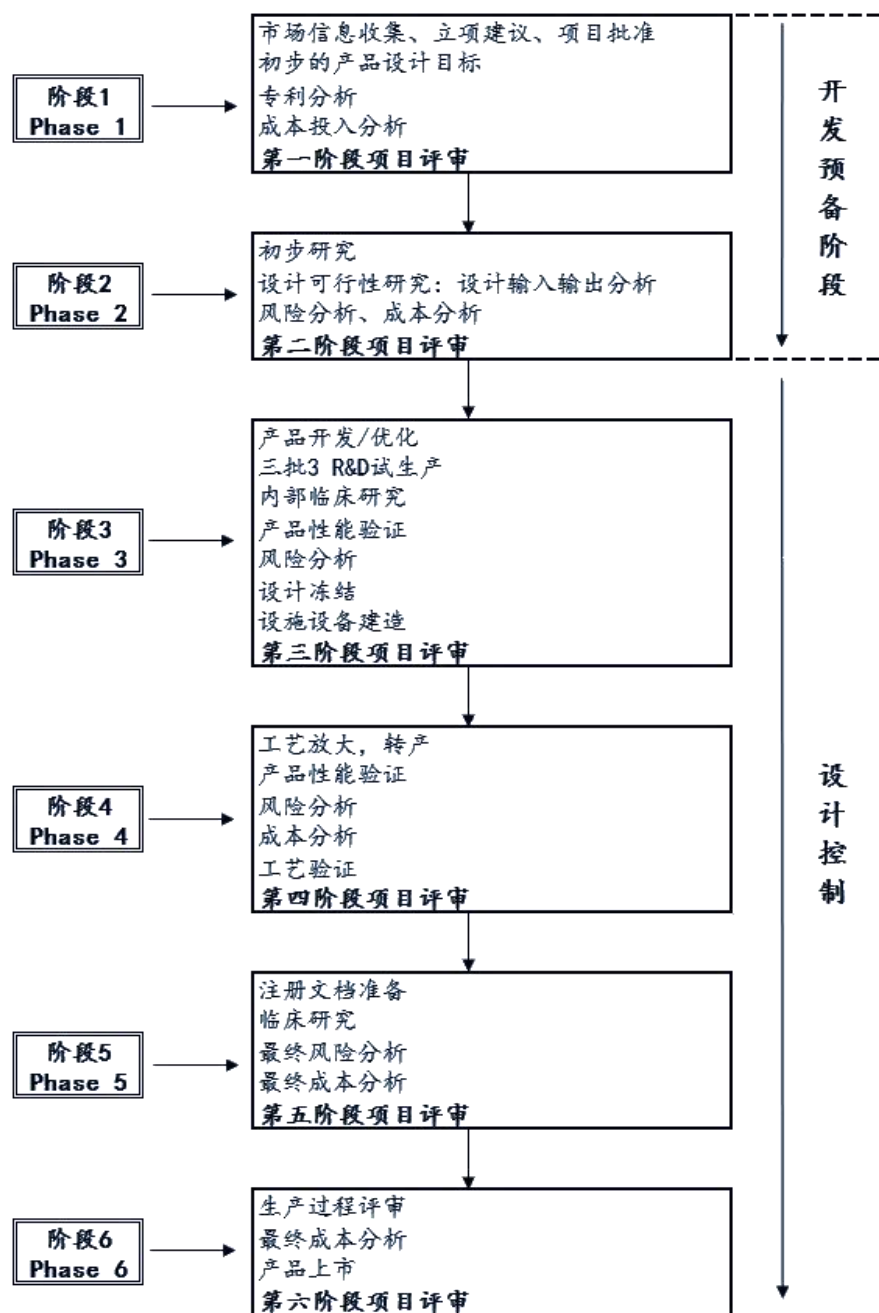 阶段1
Phase 1
市场信息收集、立项建议、项目批准
初步的产品设计目标
专利分析
成本投入分析
第一阶段项目评审
开发预备阶段
阶段2
Phase 2
初步研究
设计可行性研究：设计输入输出分析
风险分析、成本分析
第二阶段项目评审
阶段3
Phase 3
产品开发/优化
三批3 R&D试生产
内部临床研究
产品性能验证
风险分析
设计冻结
设施设备建造
第三阶段项目评审
设计控制
阶段4
Phase 4
工艺放大，转产
产品性能验证
风险分析
成本分析
工艺验证
第四阶段项目评审
阶段5
Phase 5
注册文档准备
临床研究
最终风险分析
最终成本分析
第五阶段项目评审
阶段6
Phase 6
生产过程评审
最终成本分析
产品上市
第六阶段项目评审